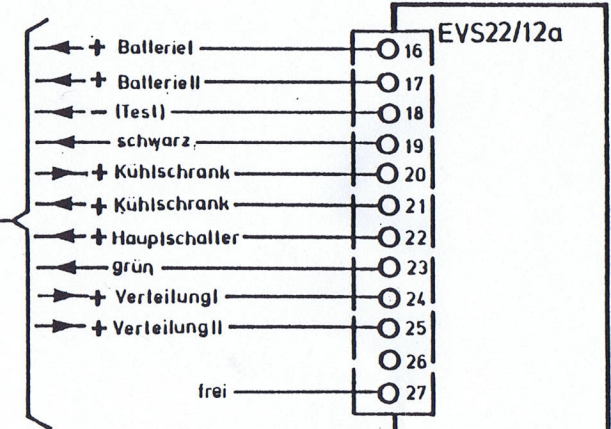 EVS22/12a
+ Batterie I 16
+ Batterie II 17
- (Test) 18
schwarz 19
+ Kühlschrank 20
+ Kühlschrank 21
+ Hauptschalter 22
grün 23
+ Verteilung I 24
+ Verteilung II 25
26
frei 27